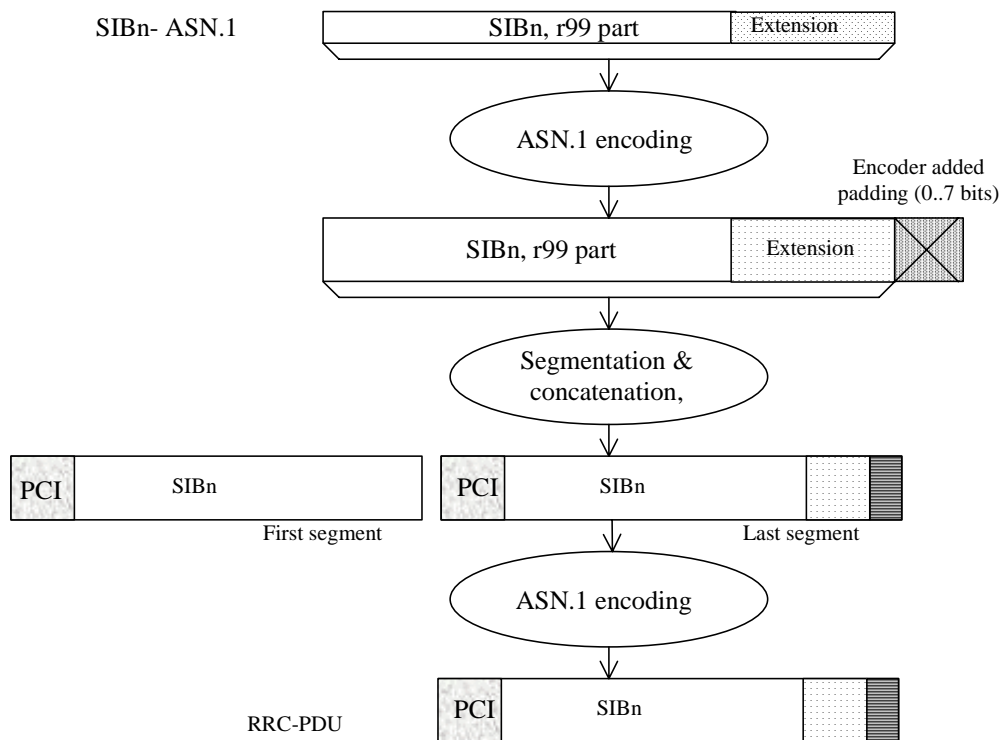 SIBn- ASN.1
SIBn, r99 part
Extension
ASN.1 encoding
Encoder added
padding (0..7 bits)
SIBn, r99 part
Extension
Segmentation &
concatenation,
PCI
SIBn
PCI
SIBn
First segment
Last segment
ASN.1 encoding
PCI
SIBn
RRC-PDU